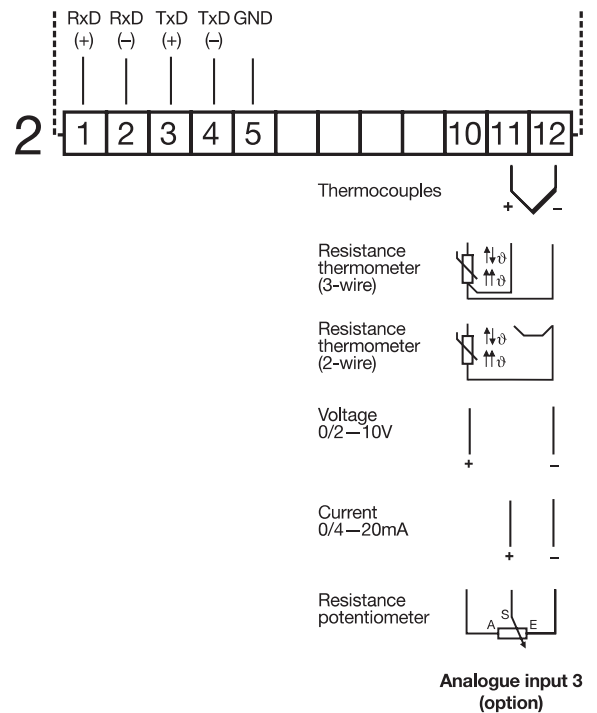 RxD RxD TxD TxD GND
(+) (–) (+) (–)
2 1 2 3 4 5 10 11 12
Thermocouples
+ –
Resistance
thermometer
(3-wire)
↑↓ϑ
↑↑ϑ
Resistance
thermometer
(2-wire)
↑↓ϑ
↑↑ϑ
Voltage
0/2—10V
+ –
Current
0/4—20mA
+ –
Resistance
potentiometer
S
A E
Analogue input 3
(option)